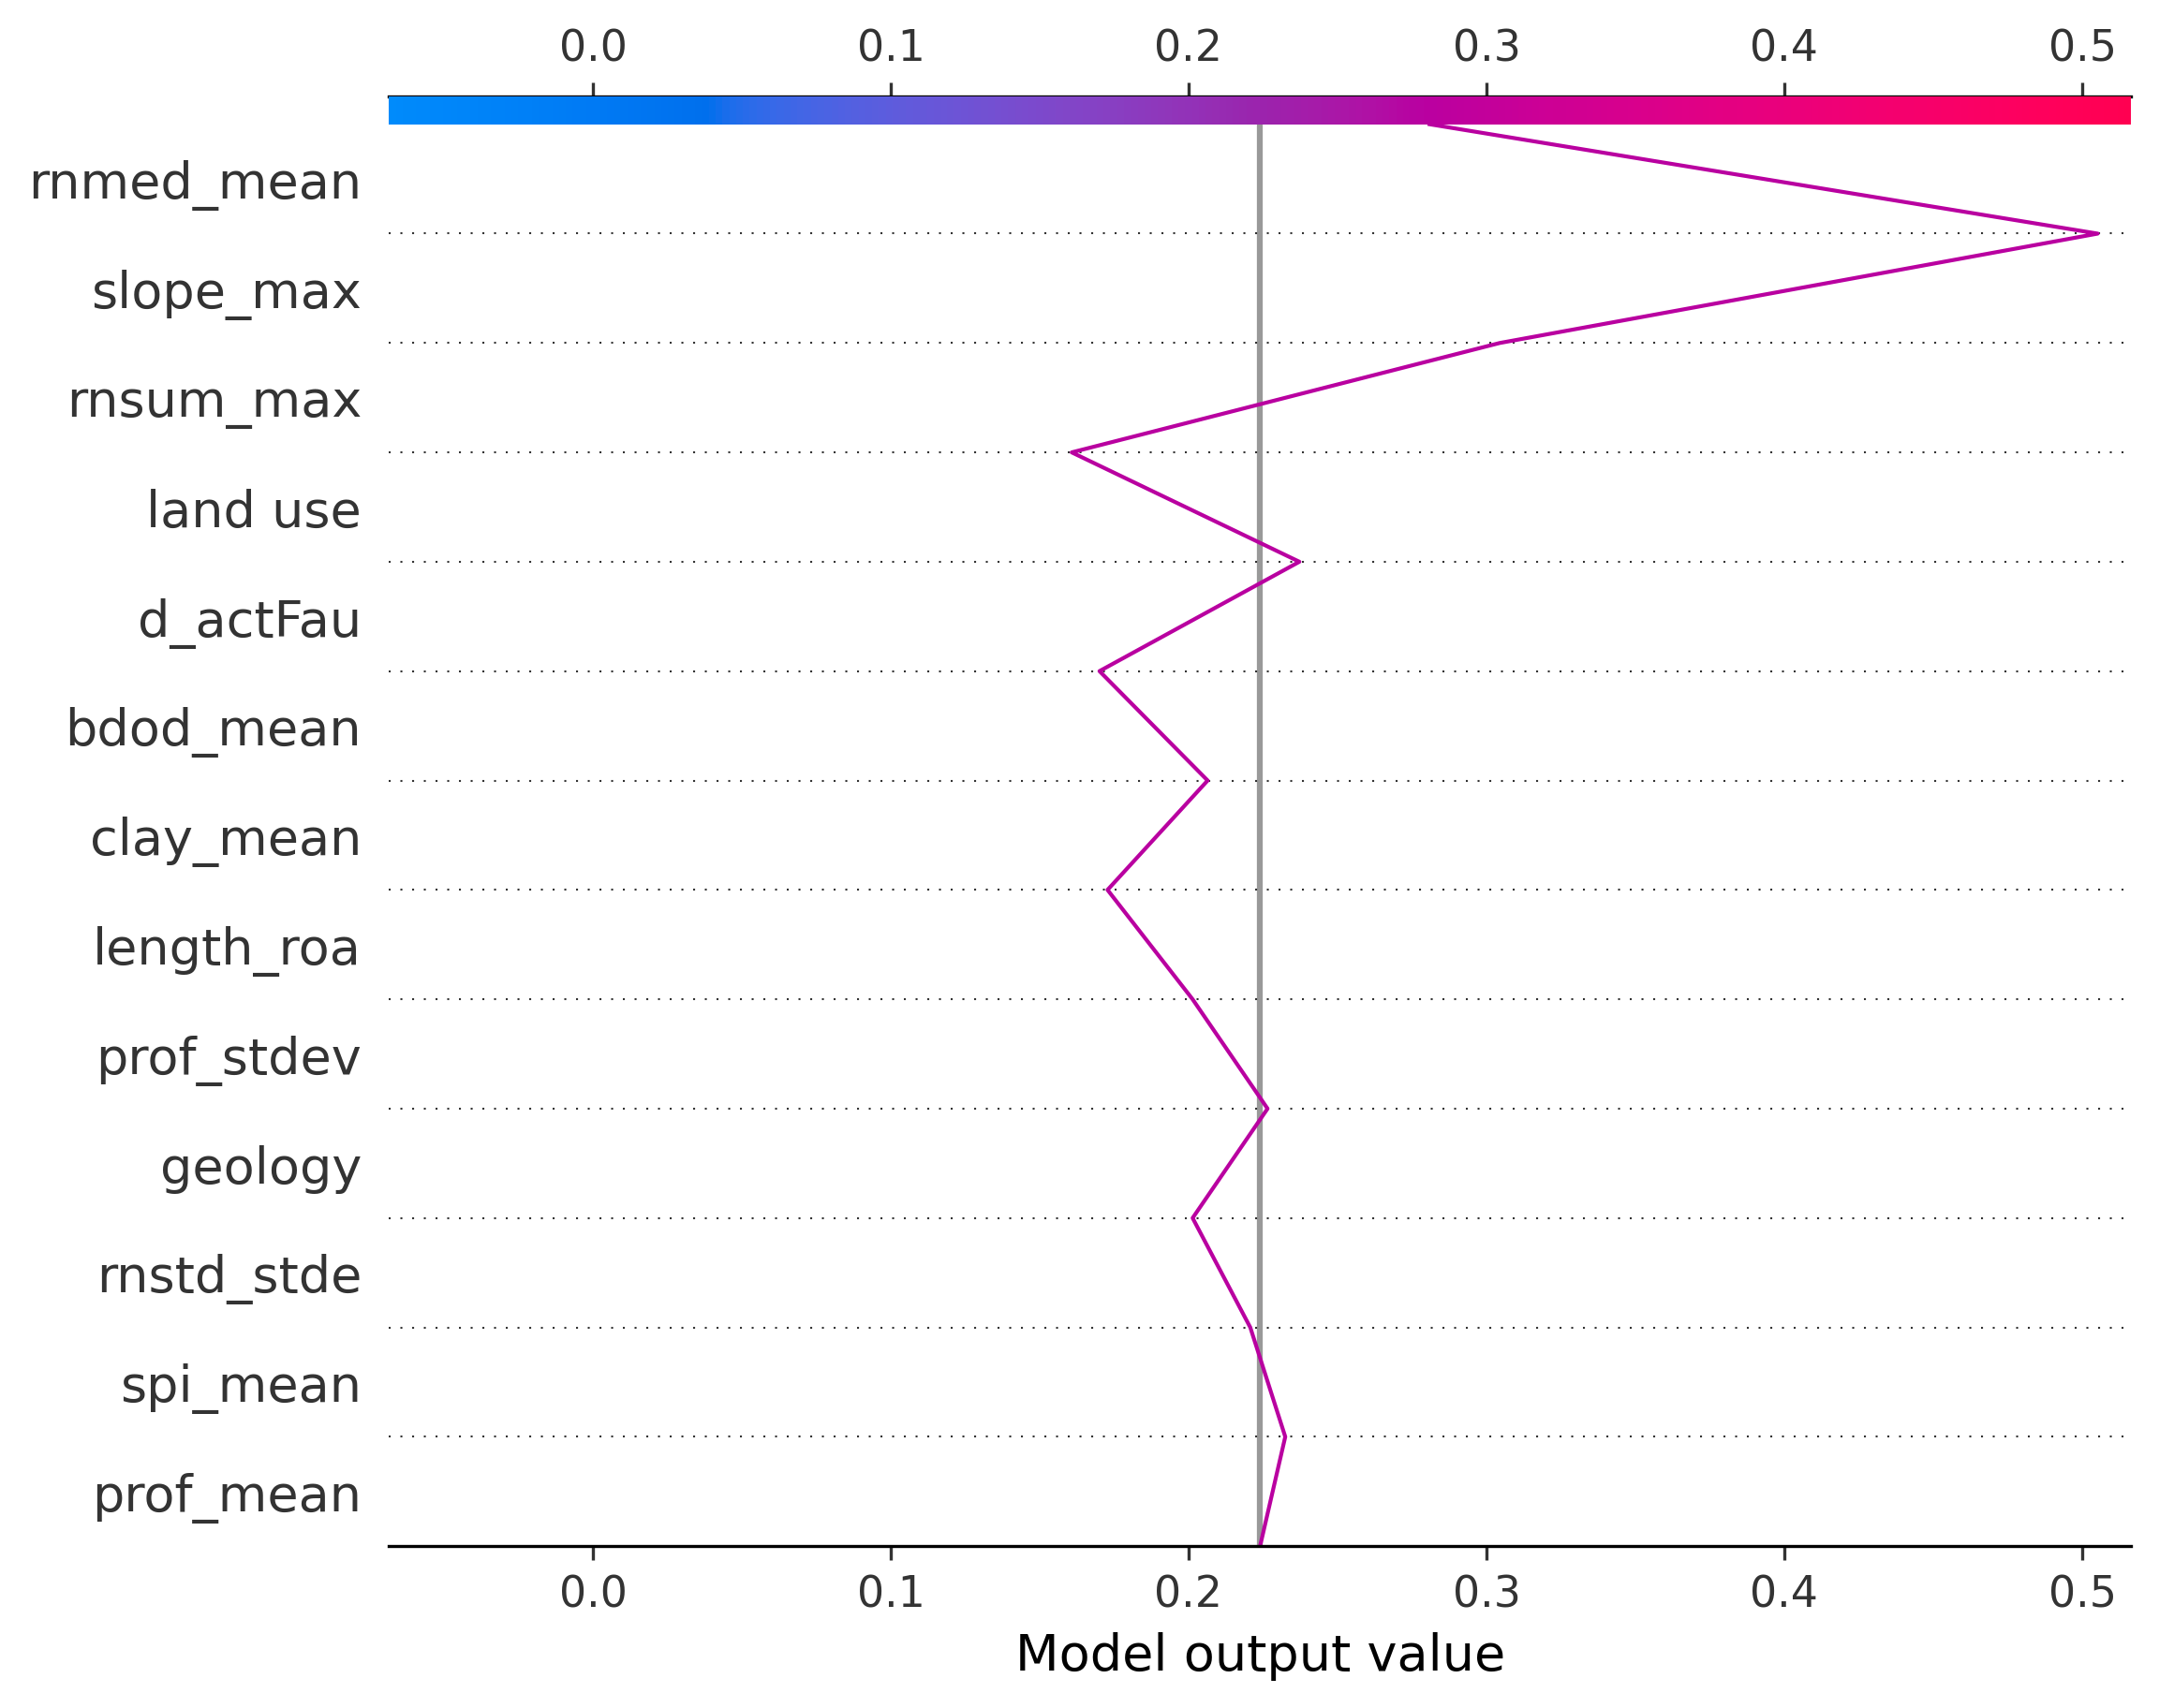 0.0 0.1 0.2 0.3 0.4 0.5
rnmed_mean
slope_max
rnsum_max
land use
d_actFau
bdod_mean
clay_mean
length_roa
prof_stdev
geology
rnstd_stde
spi_mean
prof_mean
0.0 0.1 0.2 0.3 0.4 0.5
Model output value